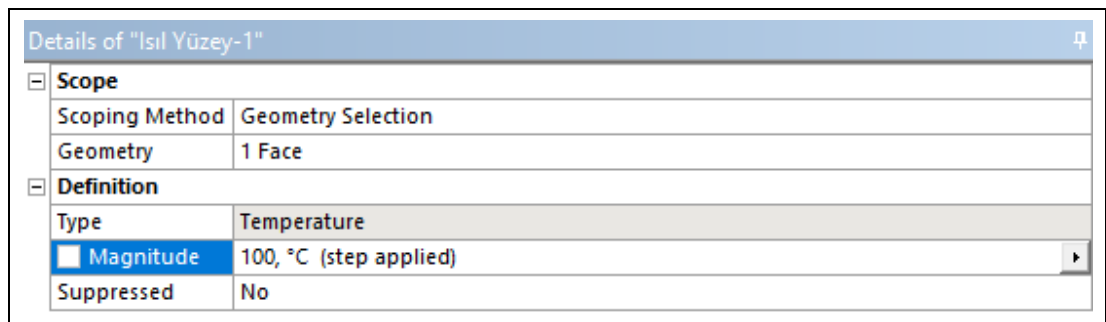 Details of "Isıl Yüzey-1"
Scope
Scoping Method Geometry Selection
Geometry 1 Face
Definition
Type Temperature
Magnitude 100, °C (step applied)
Suppressed No